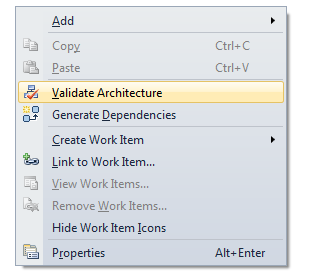 Add
Copy Ctrl+C
Paste Ctrl+V
Validate Architecture
Generate Dependencies
Create Work Item
Link to Work Item...
View Work Items...
Remove Work Items...
Hide Work Item Icons
Properties Alt+Enter